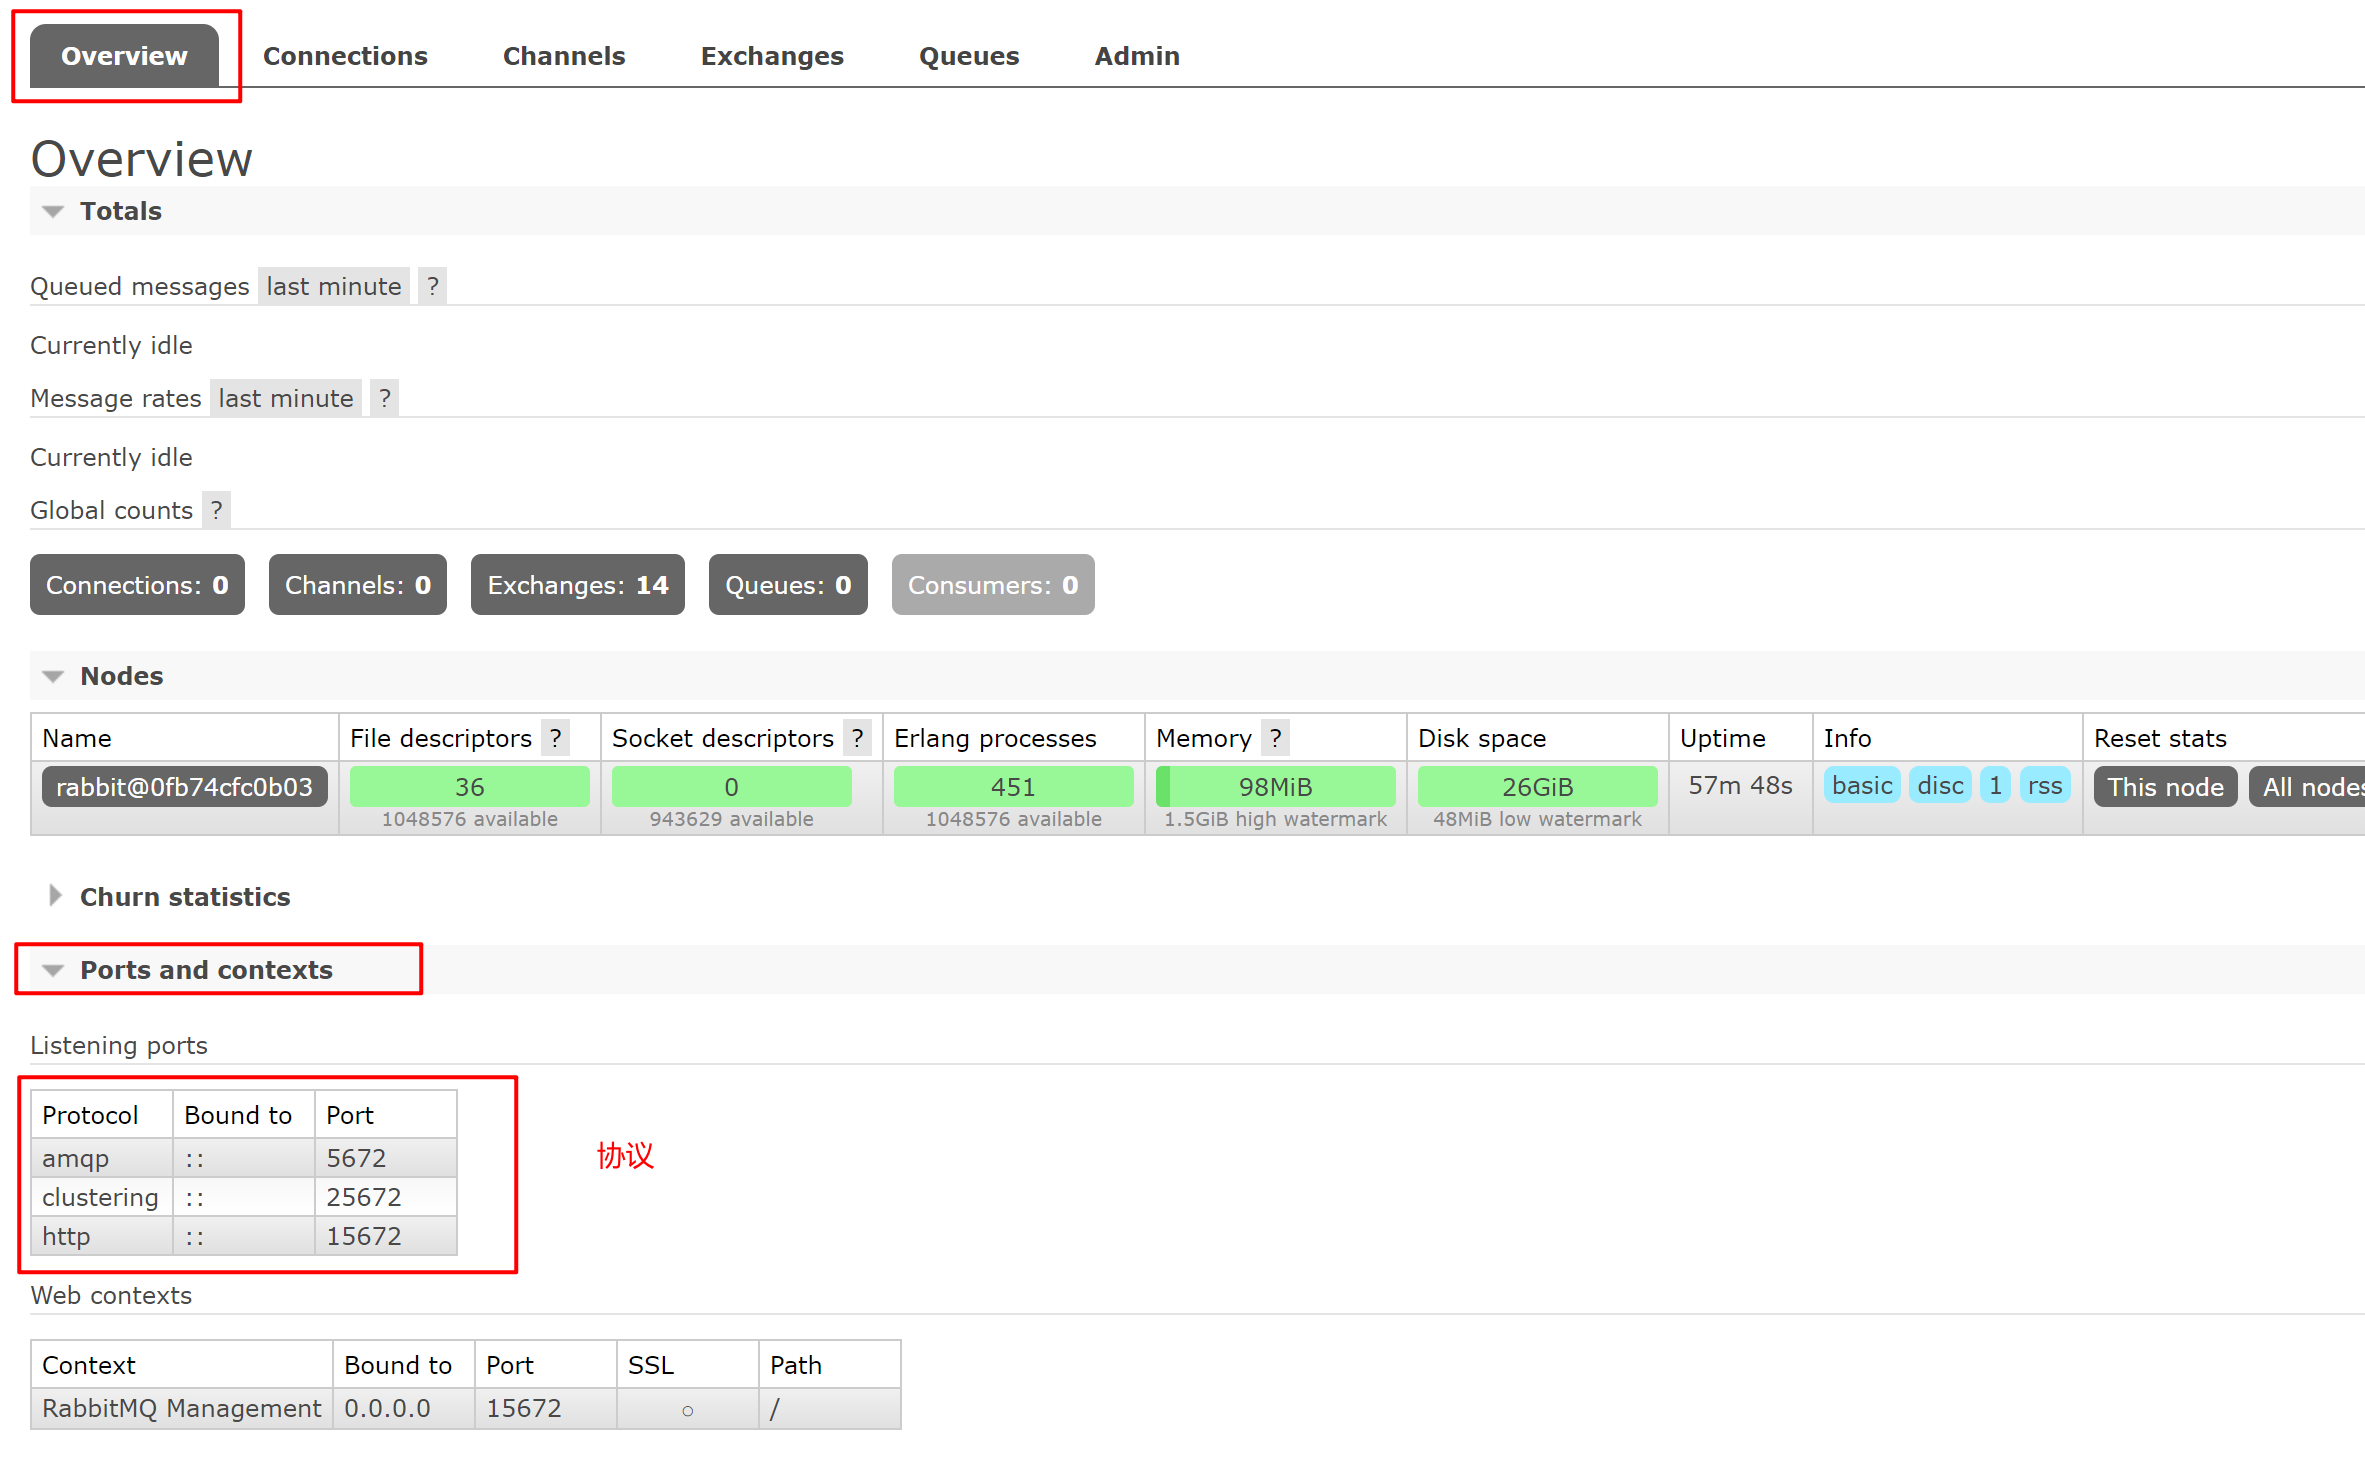 Overview Connections Channels Exchanges Queues Admin
Overview
Totals
Queued messages last minute ?
Currently idle
Message rates last minute ?
Currently idle
Global counts ?
Connections: 0 Channels: 0 Exchanges: 14 Queues: 0 Consumers: 0
Nodes
Name File descriptors ? Socket descriptors ? Erlang processes Memory ? Disk space Uptime Info Reset stats
rabbit@0fb74cfc0b03 36 0 451 98MiB 26GiB 57m 48s basic disc 1 rss This node All nodes
1048576 available 943629 available 1048576 available 1.5GiB high watermark 48MiB low watermark
Churn statistics
Ports and contexts
Listening ports
Protocol Bound to Port
amqp :: 5672
协议
clustering :: 25672
http :: 15672
Web contexts
Context Bound to Port SSL Path
RabbitMQ Management 0.0.0.0 15672 ○ /